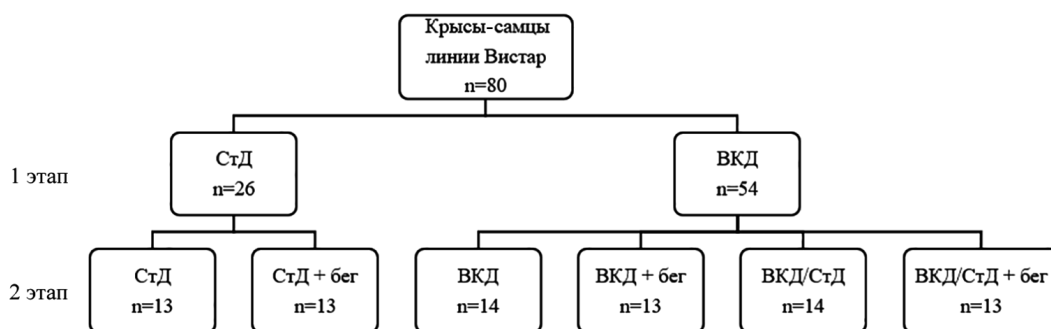 Крысы-самцы
линии Вистар
n=80
1 этап
СтД
n=26
ВКД
n=54
2 этап
СтД
n=13
СтД + бег
n=13
ВКД
n=14
ВКД + бег
n=13
ВКД/СтД
n=14
ВКД/СтД + бег
n=13